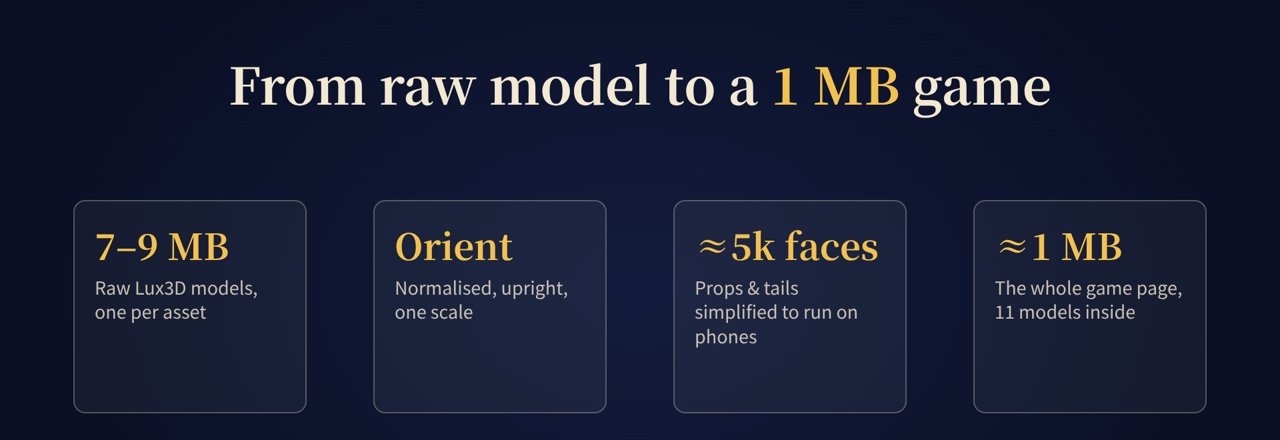 From raw model to a 1 MB game
7–9 MB
Raw Lux3D models,
one per asset
Orient
Normalised, upright,
one scale
≈5k faces
Props & tails
simplified to run on
phones
≈1 MB
The whole game page,
11 models inside